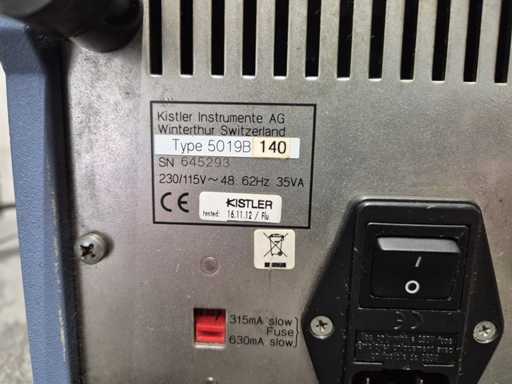 Kistler Instrumente AG
Winterthur Switzerland
Type 5019B 140
SN 645293
230/115V~ 48 62Hz 35VA
CE KISTLER
tested: 16.11.12 / Flu
315mA slow
Fuse
630mA slow
I
O